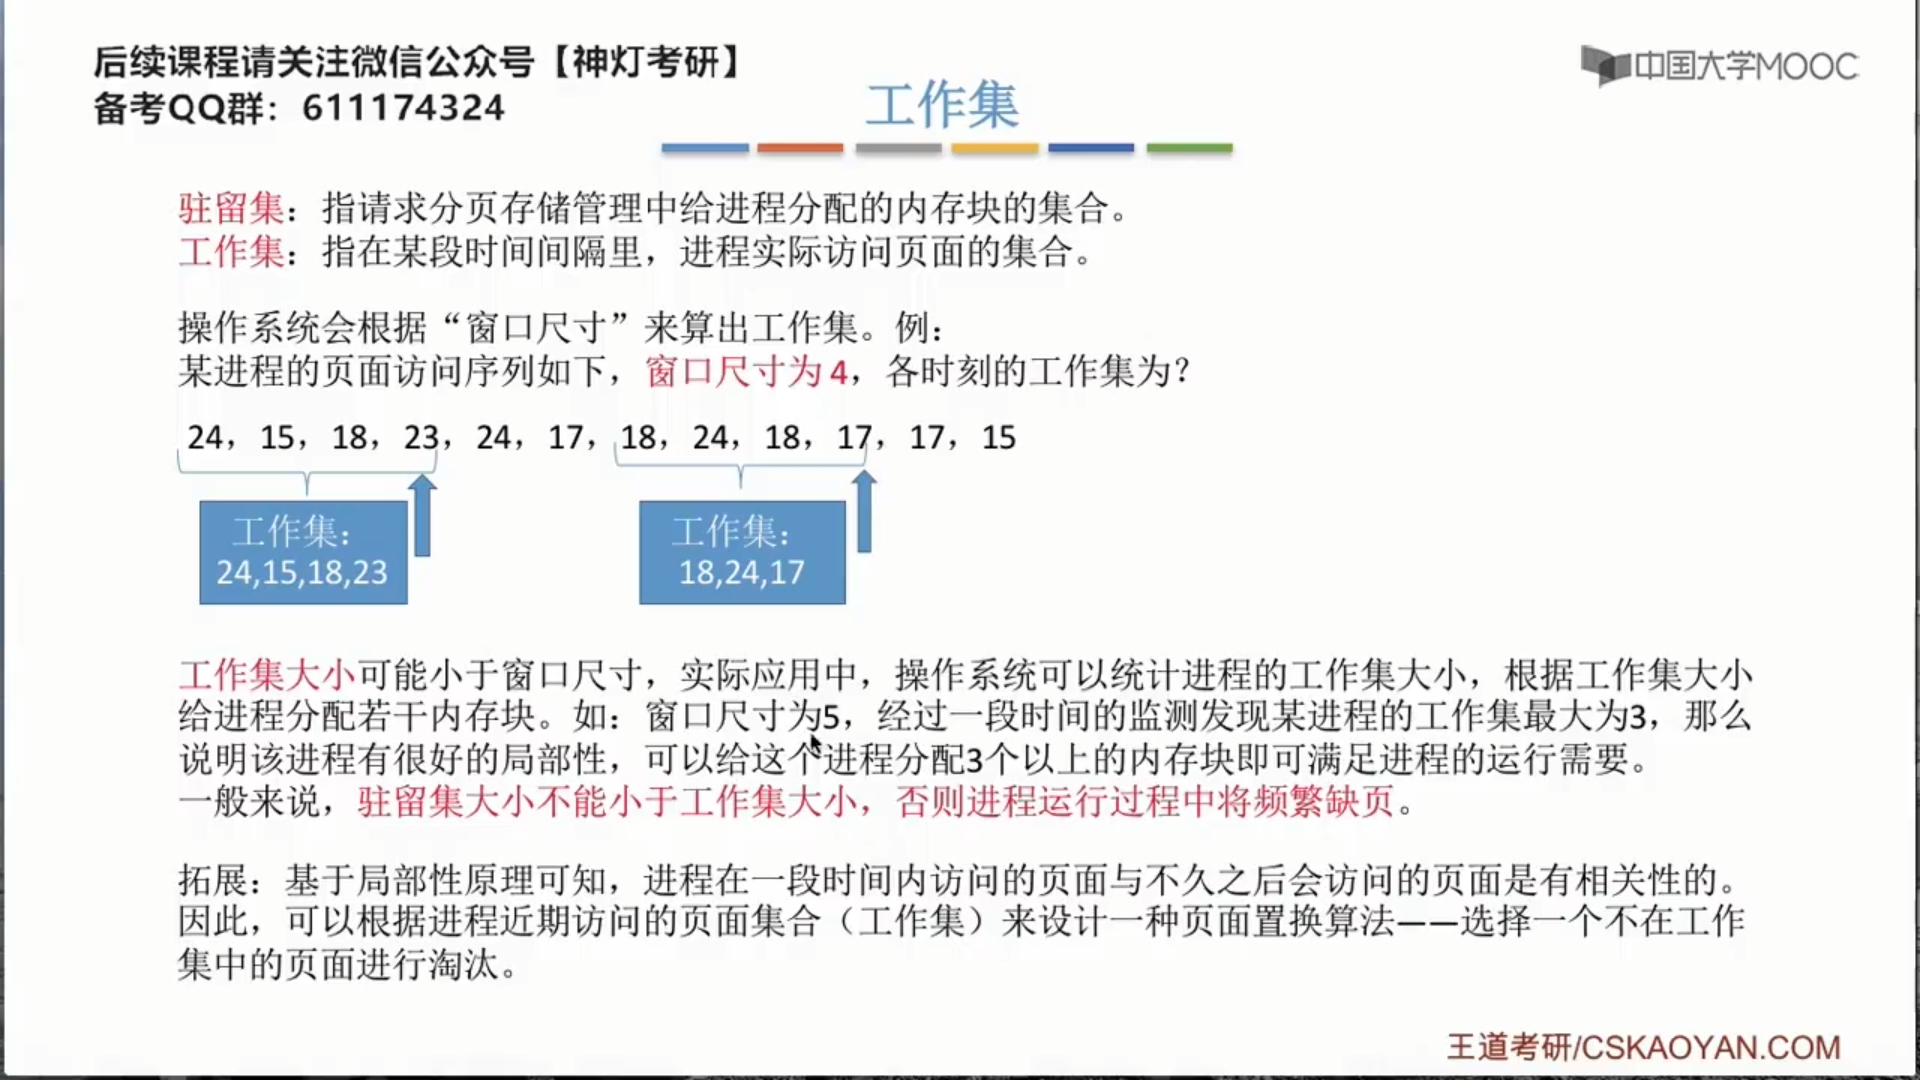 后续课程请关注微信公众号【神灯考研】
备考QQ群：611174324
中国大学MOOC
工作集
驻留集：指请求分页存储管理中给进程分配的内存块的集合。
工作集：指在某段时间间隔里，进程实际访问页面的集合。
操作系统会根据“窗口尺寸”来算出工作集。例：
某进程的页面访问序列如下，窗口尺寸为4，各时刻的工作集为？
24，15，18，23，24，17，18，24，18，17，17，15
工作集：
24,15,18,23
工作集：
18,24,17
工作集大小可能小于窗口尺寸，实际应用中，操作系统可以统计进程的工作集大小，根据工作集大小
给进程分配若干内存块。如：窗口尺寸为5，经过一段时间的监测发现某进程的工作集最大为3，那么
说明该进程有很好的局部性，可以给这个进程分配3个以上的内存块即可满足进程的运行需要。
一般来说，驻留集大小不能小于工作集大小，否则进程运行过程中将频繁缺页。
拓展：基于局部性原理可知，进程在一段时间内访问的页面与不久之后会访问的页面是有相关性的。
因此，可以根据进程近期访问的页面集合（工作集）来设计一种页面置换算法——选择一个不在工作
集中的页面进行淘汰。
王道考研/CSKAOYAN.COM